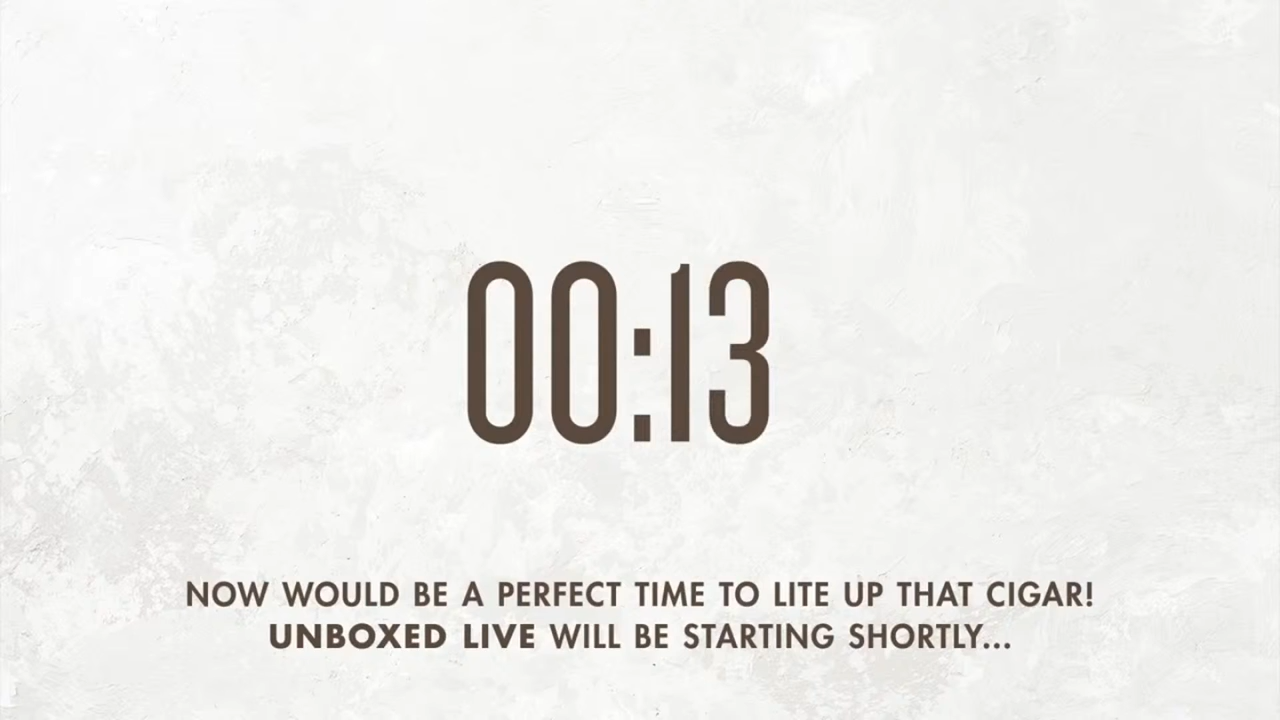 00:13
NOW WOULD BE A PERFECT TIME TO LITE UP THAT CIGAR!
UNBOXED LIVE WILL BE STARTING SHORTLY...